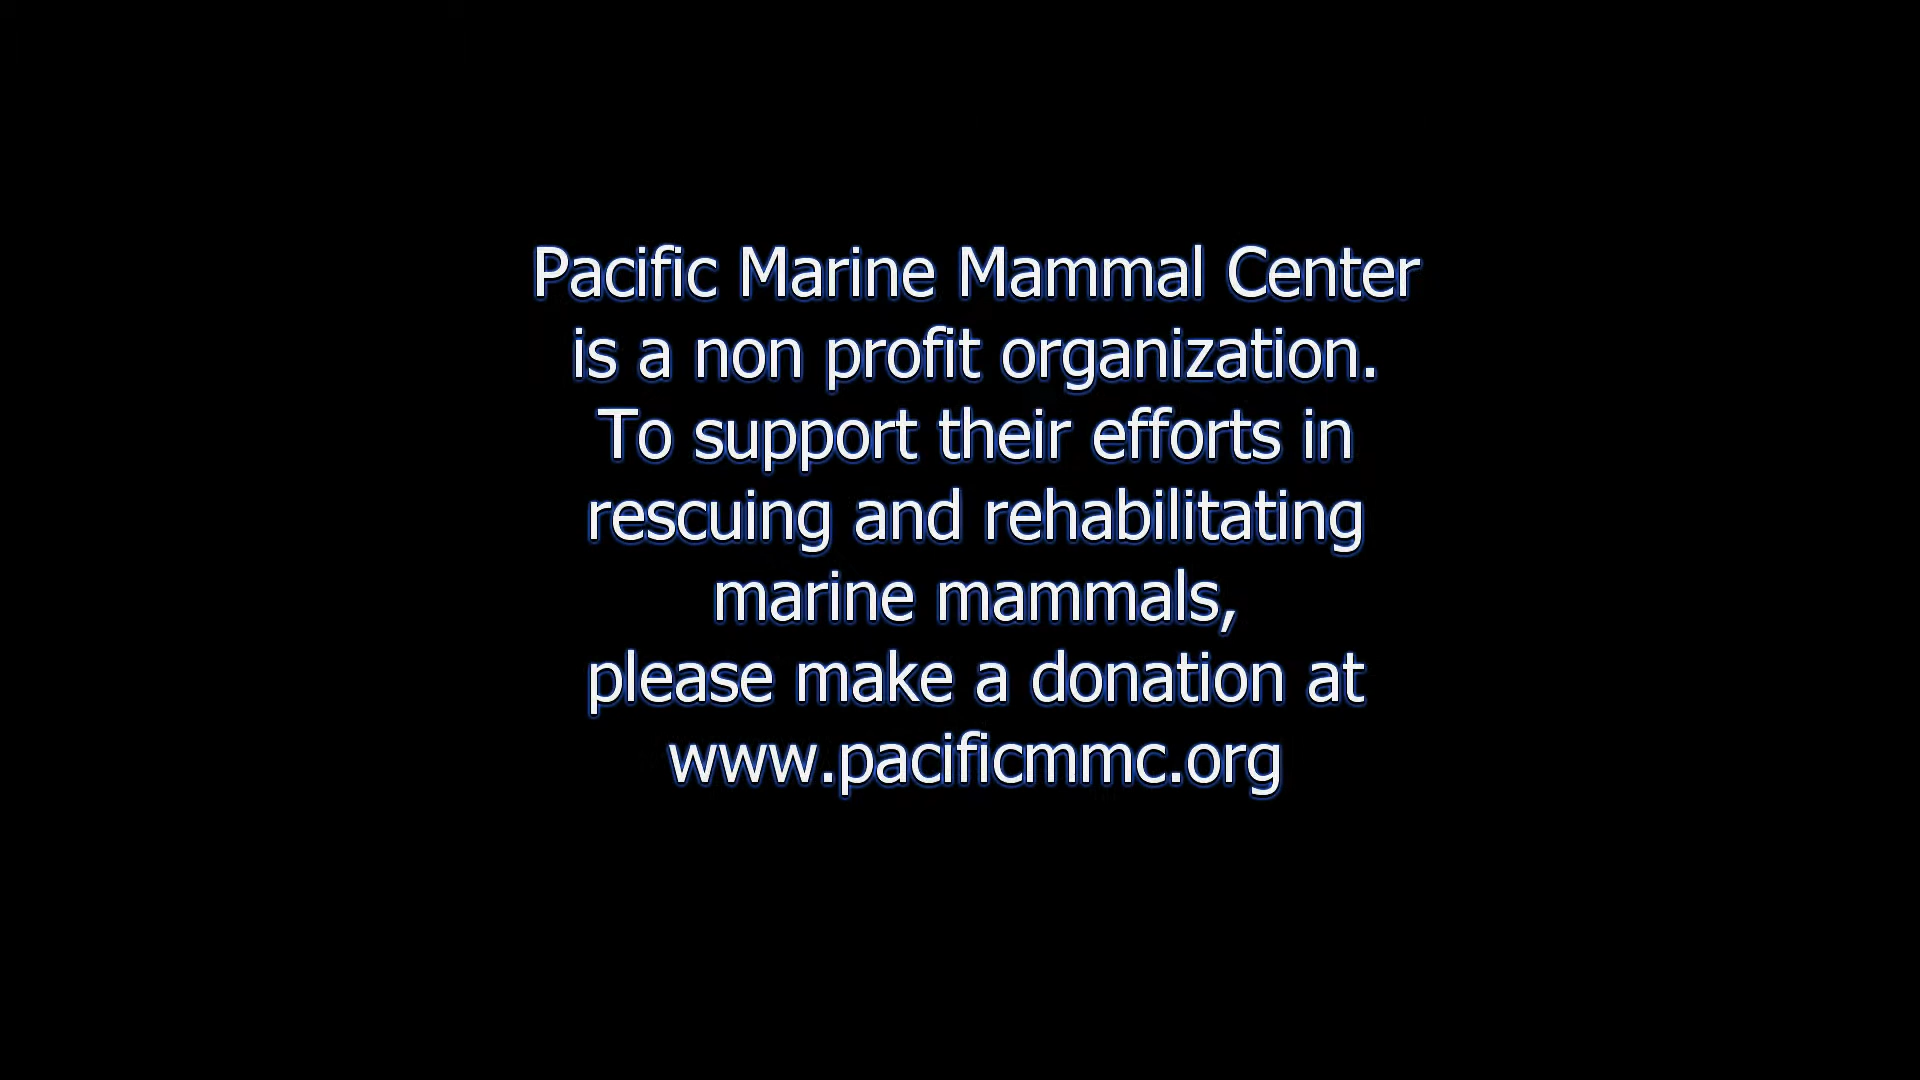 Pacific Marine Mammal Center
is a non profit organization.
To support their efforts in
rescuing and rehabilitating
marine mammals,
please make a donation at
www.pacificmmc.org